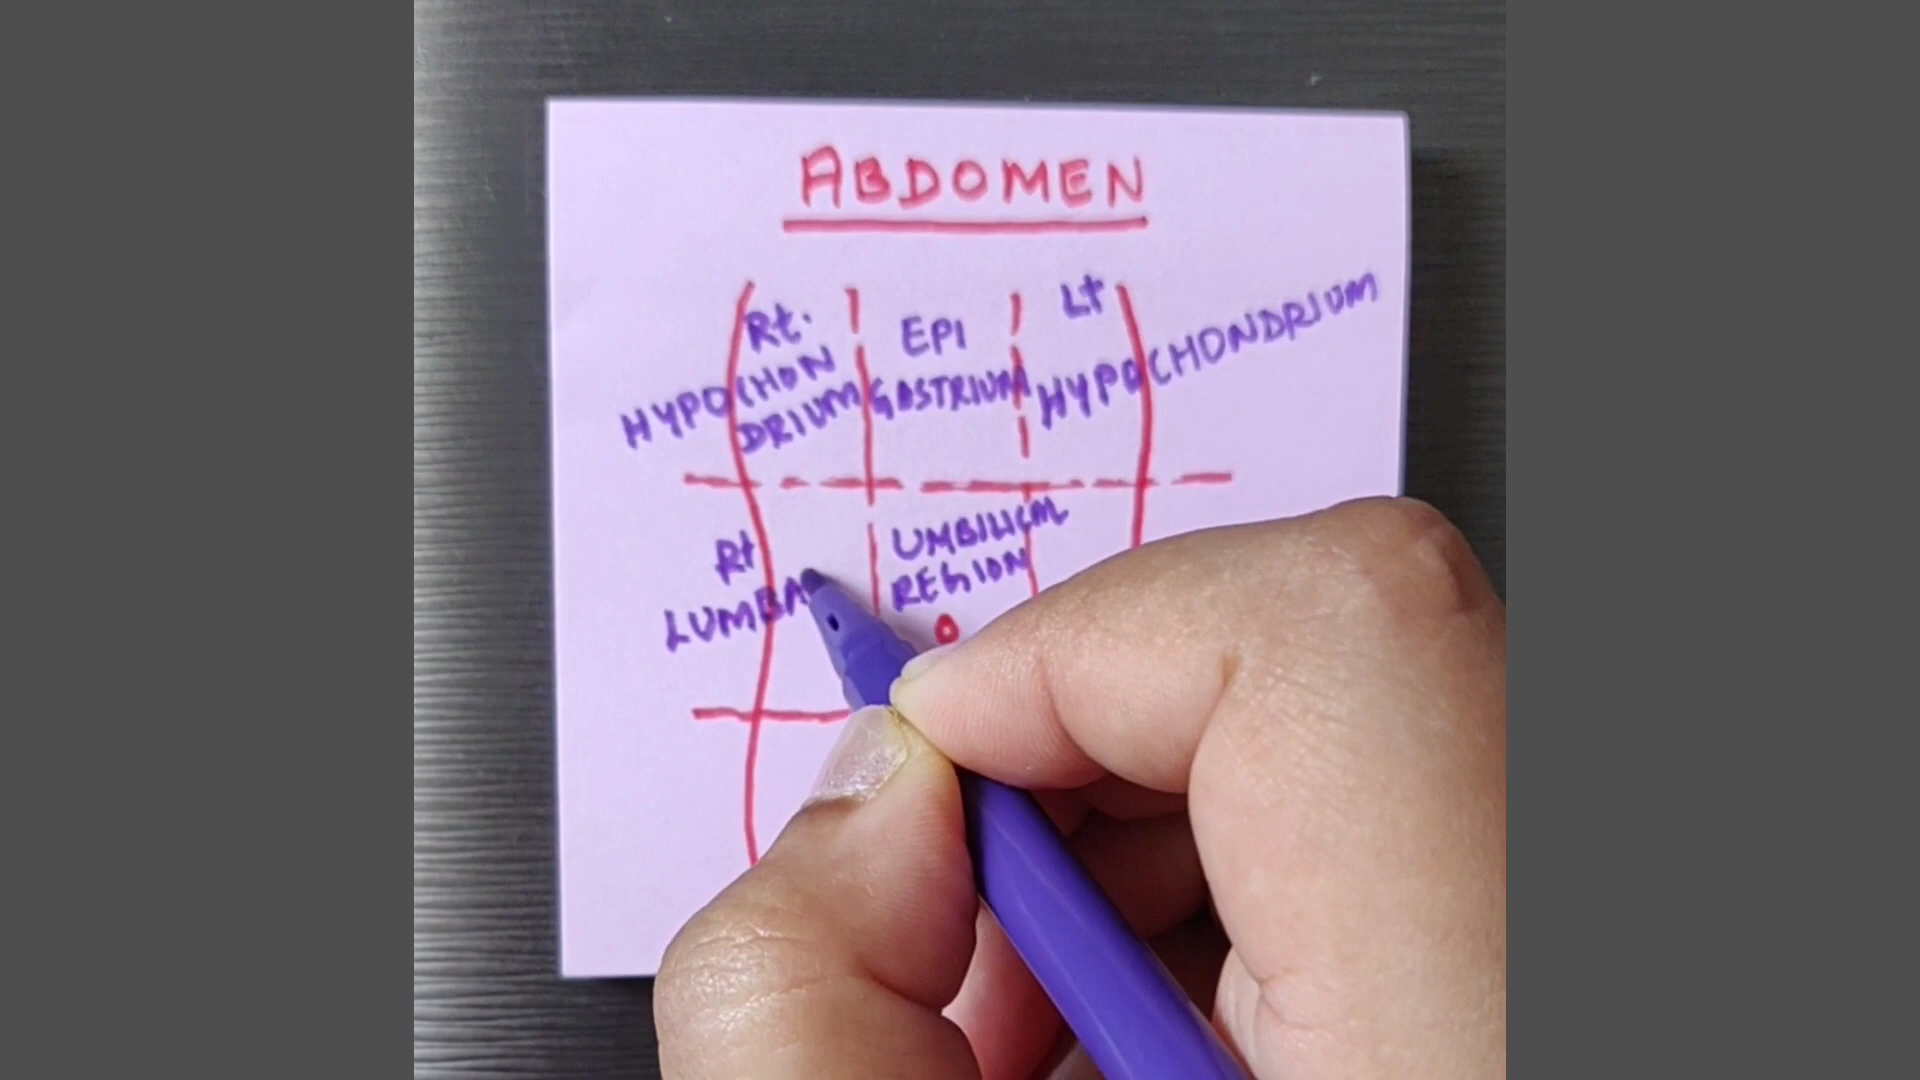 ABDOMEN
Rt.
HYPOCHON
DRIUM
EPI
GASTRIUM
Lt
HYPOCHONDRIUM
Rt
LUMBA
UMBILICAL
REGION